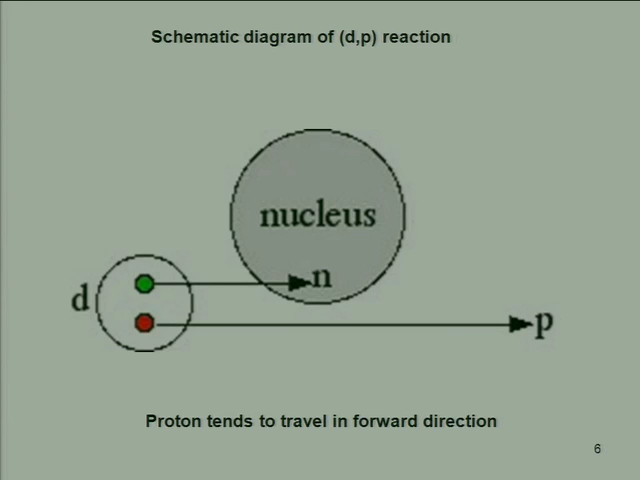 Schematic diagram of (d,p) reaction
nucleus
n
d
p
Proton tends to travel in forward direction
6